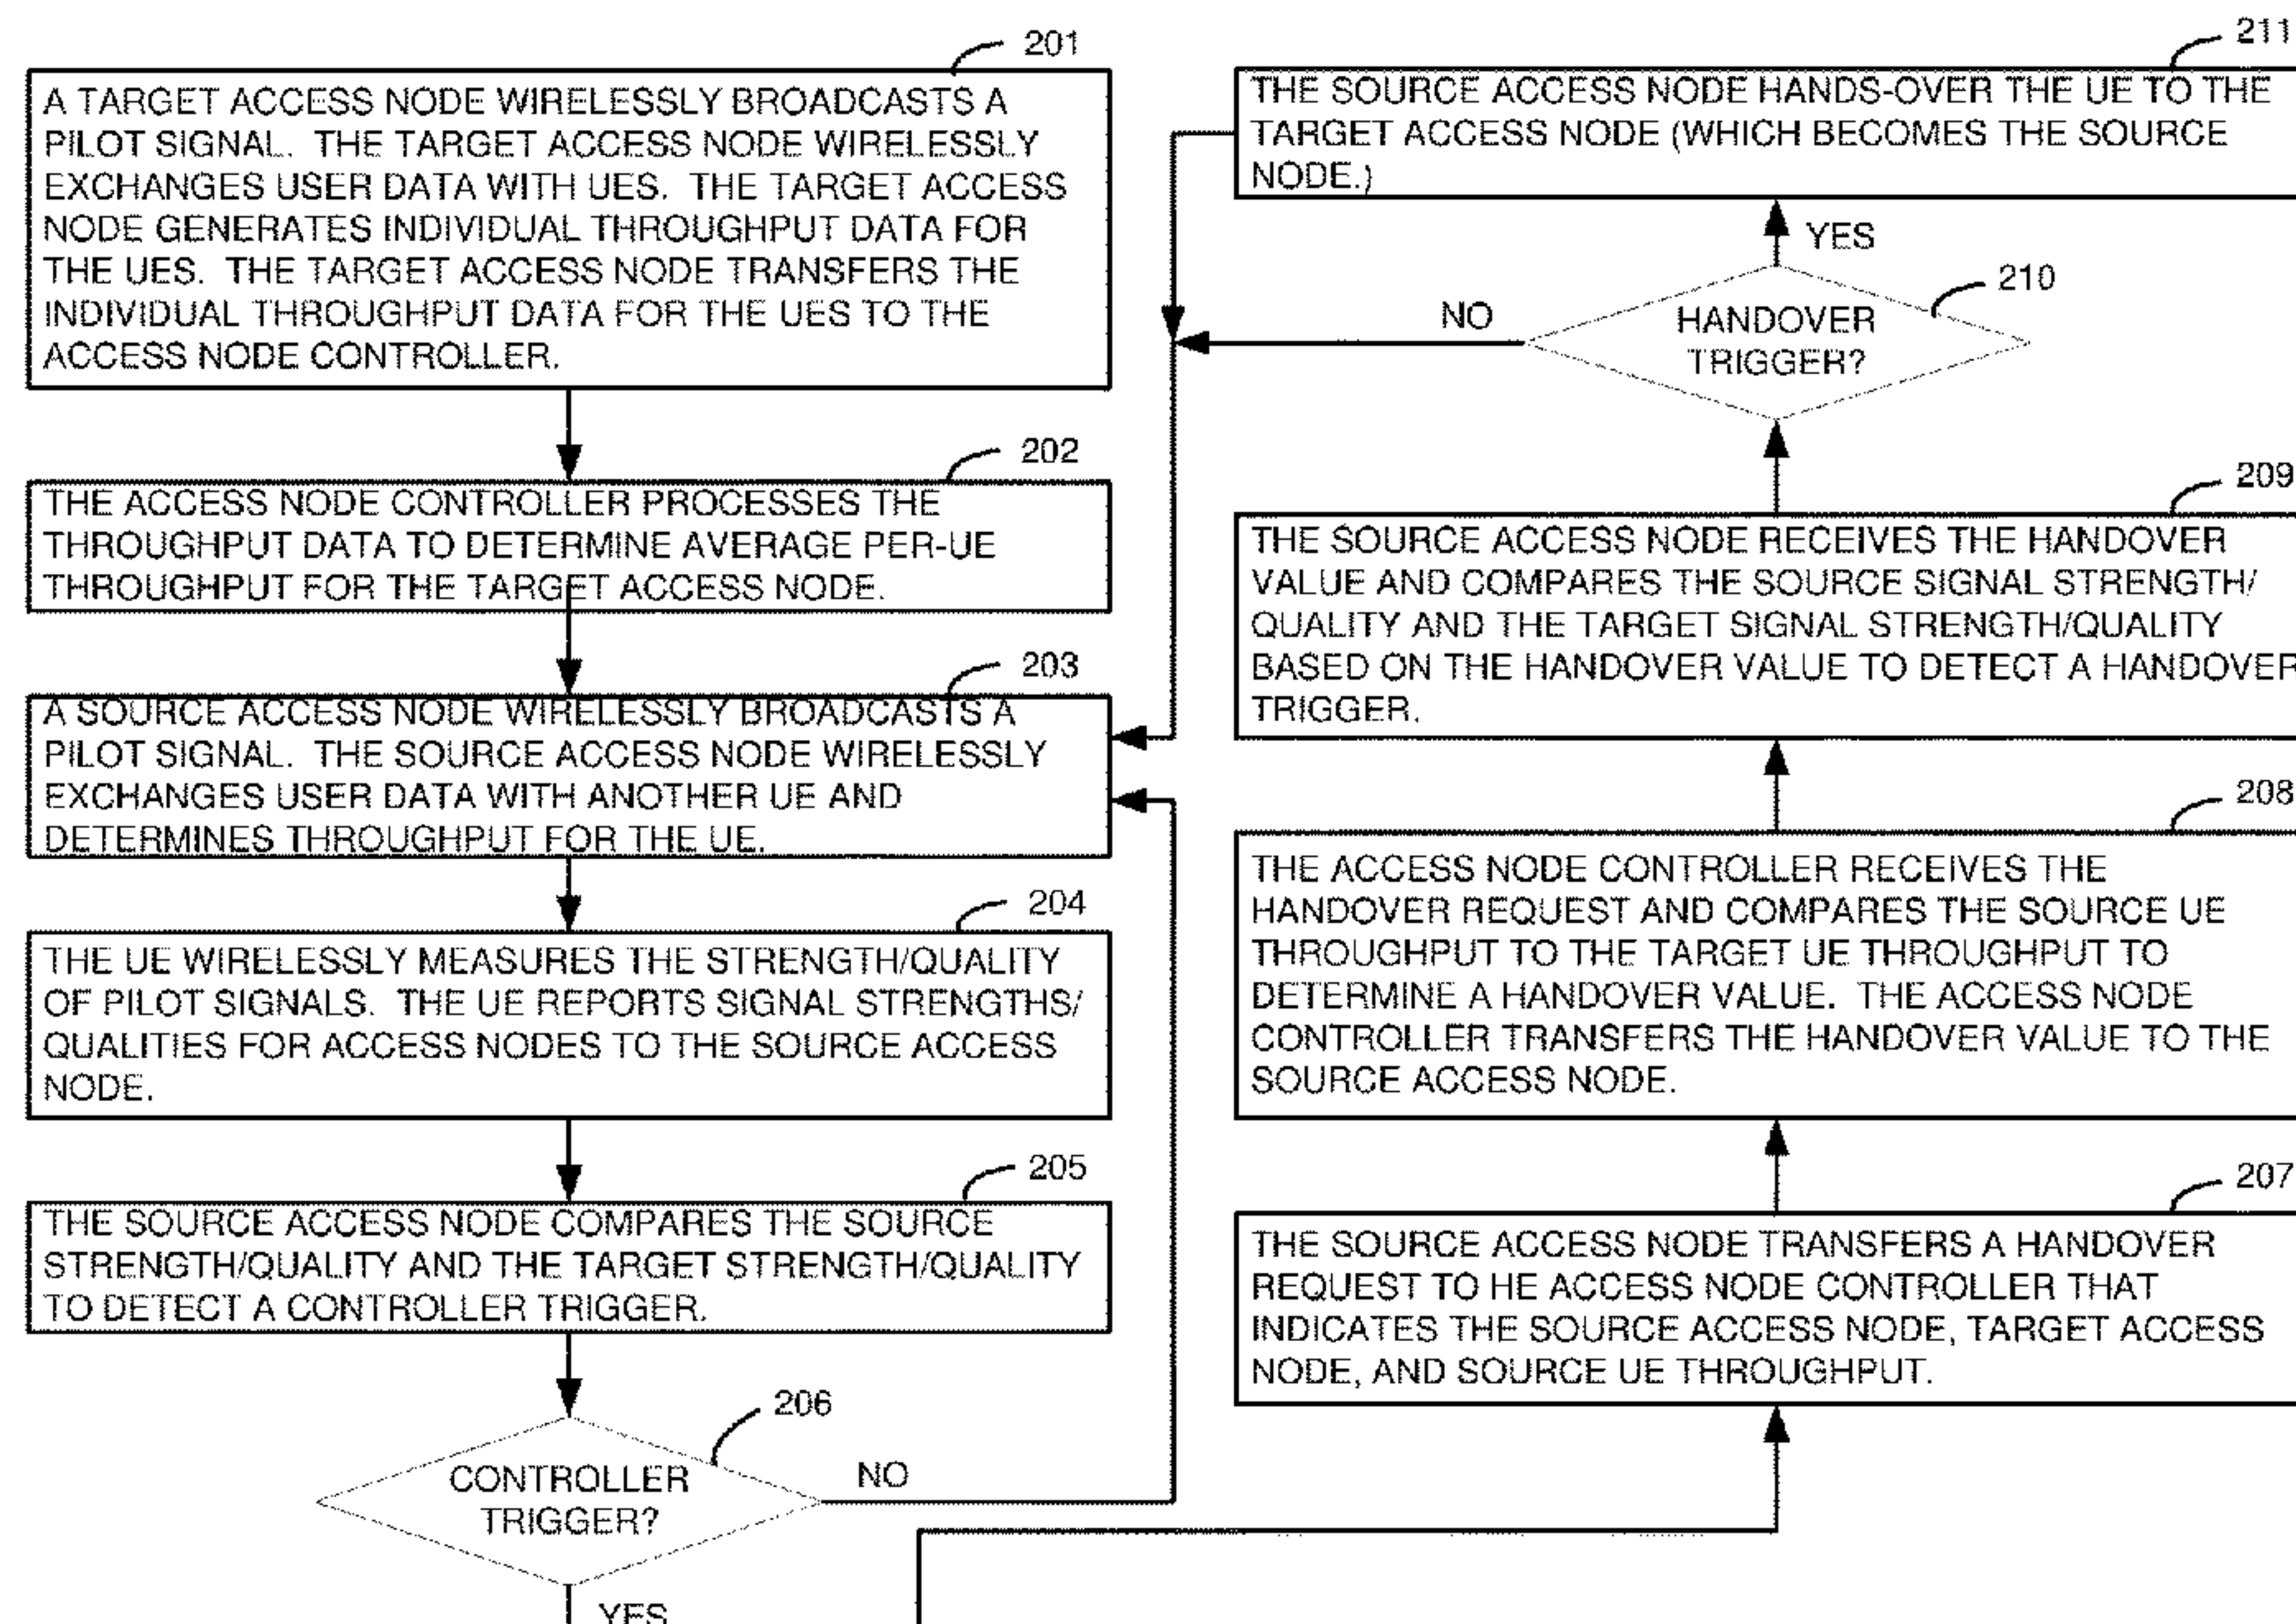 201
A TARGET ACCESS NODE WIRELESSLY BROADCASTS A
PILOT SIGNAL. THE TARGET ACCESS NODE WIRELESSLY
EXCHANGES USER DATA WITH UES. THE TARGET ACCESS
NODE GENERATES INDIVIDUAL THROUGHPUT DATA FOR
THE UES. THE TARGET ACCESS NODE TRANSFERS THE
INDIVIDUAL THROUGHPUT DATA FOR THE UES TO THE
ACCESS NODE CONTROLLER.
202
THE ACCESS NODE CONTROLLER PROCESSES THE
THROUGHPUT DATA TO DETERMINE AVERAGE PER-UE
THROUGHPUT FOR THE TARGET ACCESS NODE.
203
A SOURCE ACCESS NODE WIRELESSLY BROADCASTS A
PILOT SIGNAL. THE SOURCE ACCESS NODE WIRELESSLY
EXCHANGES USER DATA WITH ANOTHER UE AND
DETERMINES THROUGHPUT FOR THE UE.
204
THE UE WIRELESSLY MEASURES THE STRENGTH/QUALITY
OF PILOT SIGNALS. THE UE REPORTS SIGNAL STRENGTHS/
QUALITIES FOR ACCESS NODES TO THE SOURCE ACCESS
NODE.
205
THE SOURCE ACCESS NODE COMPARES THE SOURCE
STRENGTH/QUALITY AND THE TARGET STRENGTH/QUALITY
TO DETECT A CONTROLLER TRIGGER.
206
CONTROLLER
TRIGGER?
NO
YES
207
THE SOURCE ACCESS NODE TRANSFERS A HANDOVER
REQUEST TO HE ACCESS NODE CONTROLLER THAT
INDICATES THE SOURCE ACCESS NODE, TARGET ACCESS
NODE, AND SOURCE UE THROUGHPUT.
208
THE ACCESS NODE CONTROLLER RECEIVES THE
HANDOVER REQUEST AND COMPARES THE SOURCE UE
THROUGHPUT TO THE TARGET UE THROUGHPUT TO
DETERMINE A HANDOVER VALUE. THE ACCESS NODE
CONTROLLER TRANSFERS THE HANDOVER VALUE TO THE
SOURCE ACCESS NODE.
209
THE SOURCE ACCESS NODE RECEIVES THE HANDOVER
VALUE AND COMPARES THE SOURCE SIGNAL STRENGTH/
QUALITY AND THE TARGET SIGNAL STRENGTH/QUALITY
BASED ON THE HANDOVER VALUE TO DETECT A HANDOVER
TRIGGER.
210
HANDOVER
TRIGGER?
NO
YES
211
THE SOURCE ACCESS NODE HANDS-OVER THE UE TO THE
TARGET ACCESS NODE (WHICH BECOMES THE SOURCE
NODE.)